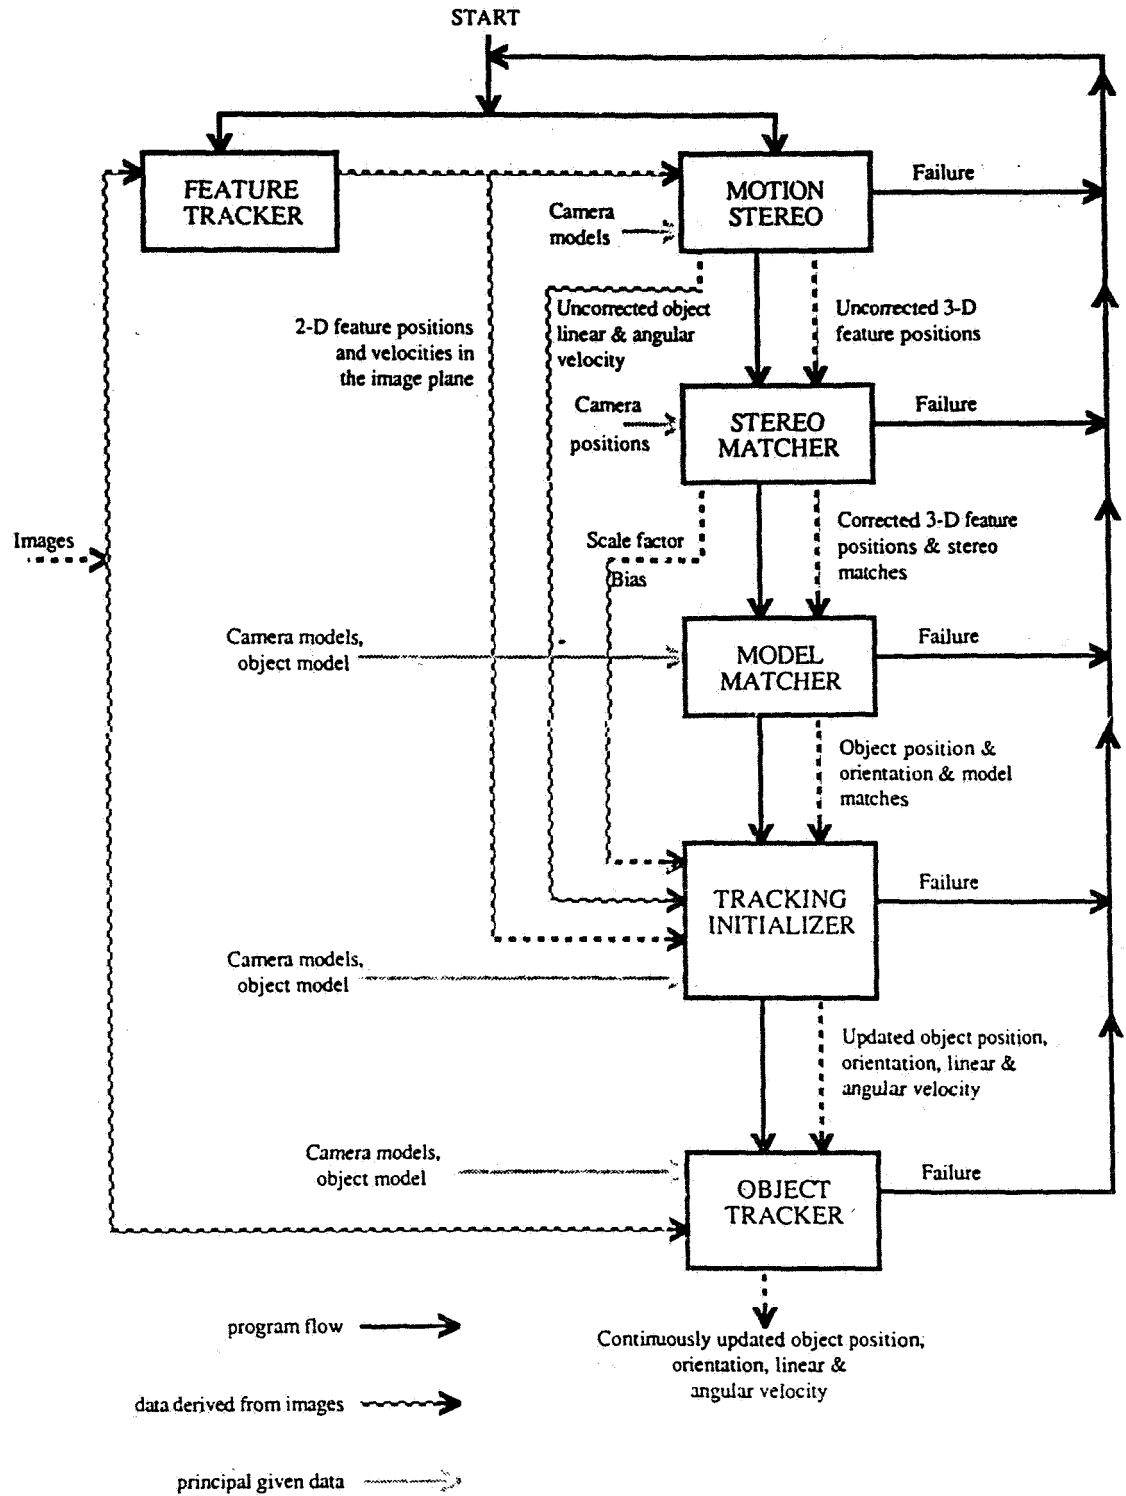 START
FEATURE
TRACKER
MOTION
STEREO
Failure
Camera
models
Uncorrected object
linear & angular
velocity
Uncorrected 3-D
feature positions
2-D feature positions
and velocities in
the image plane
Camera
positions
STEREO
MATCHER
Failure
Images
Scale factor
Bias
Corrected 3-D feature
positions & stereo
matches
Camera models,
object model
MODEL
MATCHER
Failure
Object position &
orientation & model
matches
TRACKING
INITIALIZER
Failure
Camera models,
object model
Updated object position,
orientation, linear &
angular velocity
Camera models,
object model
OBJECT
TRACKER
Failure
program flow
Continuously updated object position,
orientation, linear &
angular velocity
data derived from images
principal given data